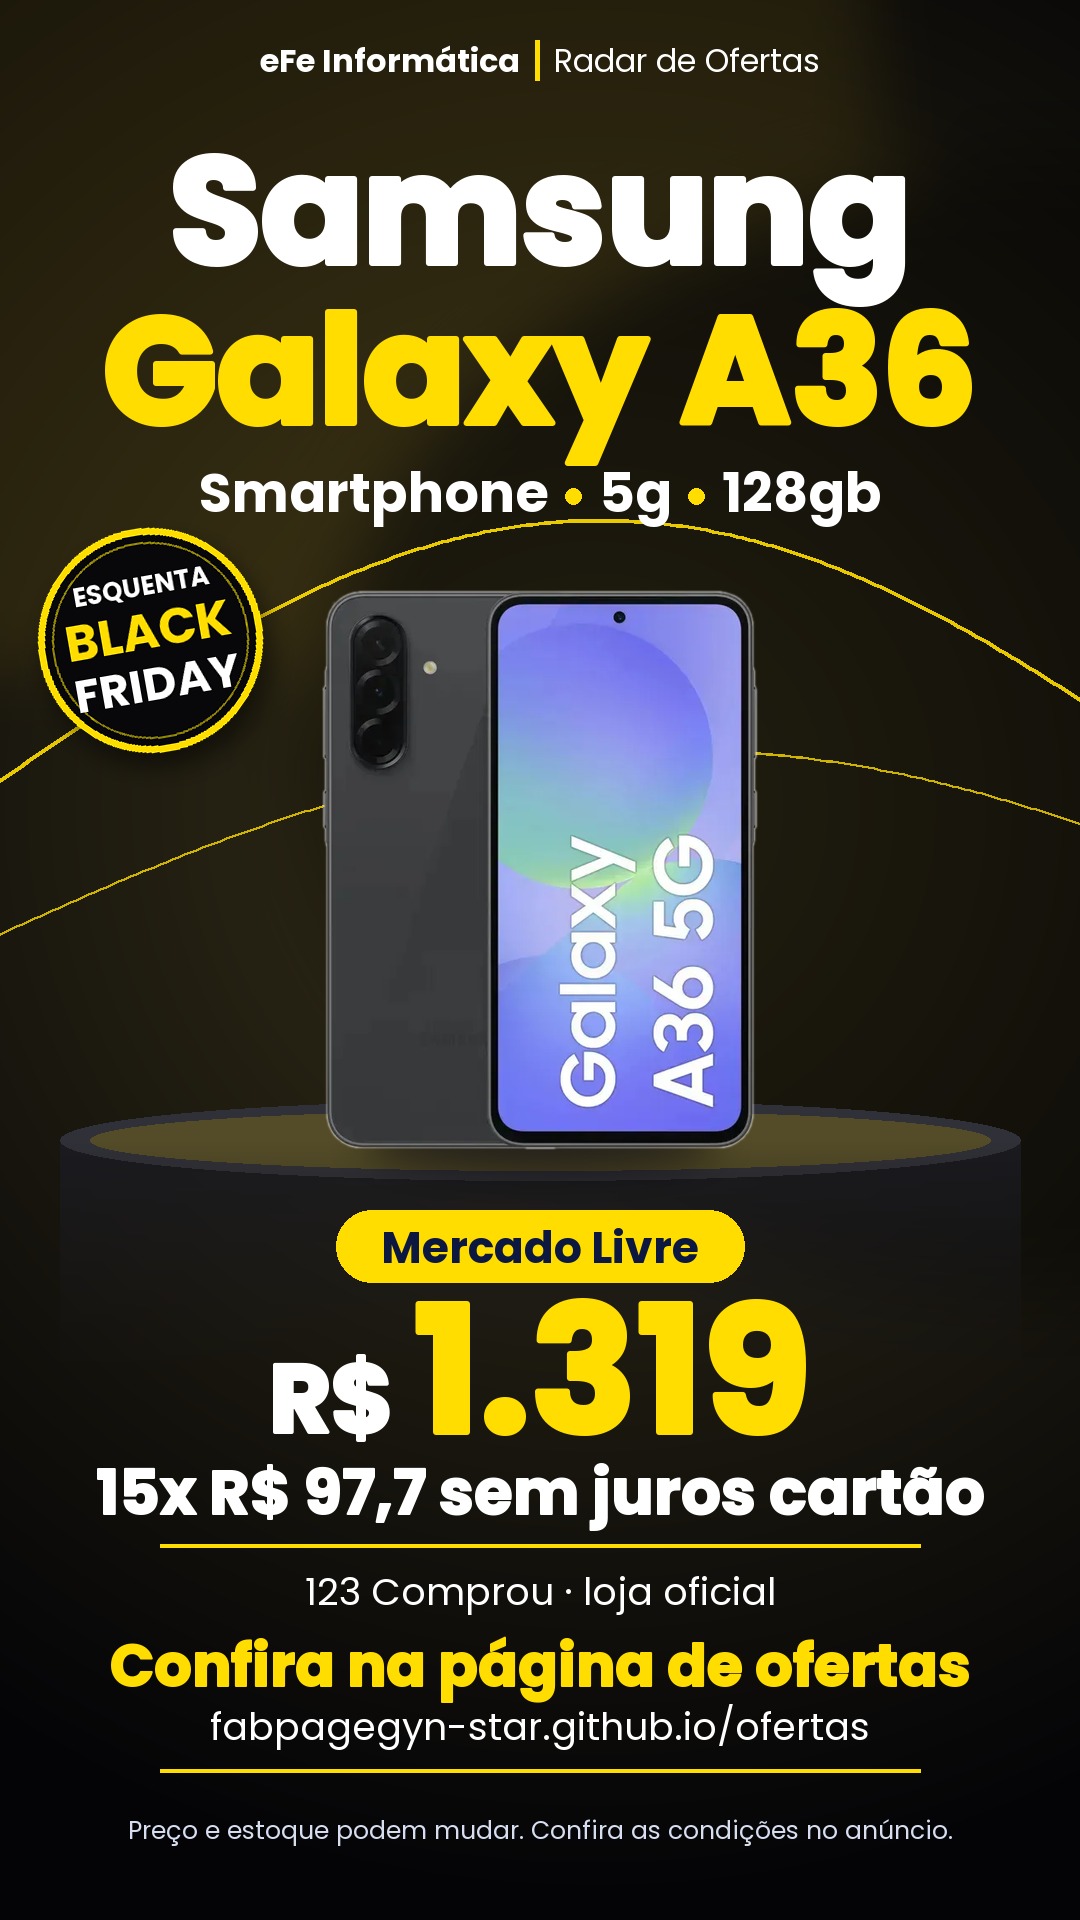 eFe Informática | Radar de Ofertas
Samsung
Galaxy A36
Smartphone • 5g • 128gb
ESQUENTA
BLACK
FRIDAY
Galaxy
A36 5G
Mercado Livre
R$ 1.319
15x R$ 97,7 sem juros cartão
123 Comprou · loja oficial
Confira na página de ofertas
fabpagegyn-star.github.io/ofertas
Preço e estoque podem mudar. Confira as condições no anúncio.